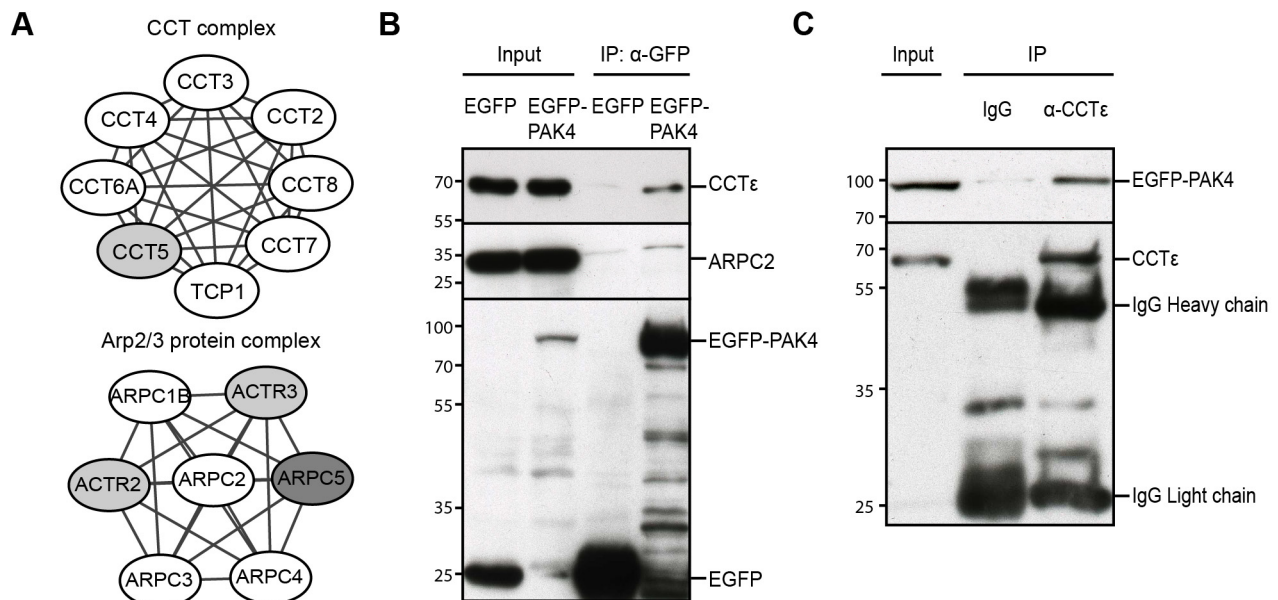 A
CCT complex
CCT3
CCT4
CCT2
CCT6A
CCT8
CCT5
CCT7
TCP1
Arp2/3 protein complex
ARPC1B
ACTR3
ACTR2
ARPC2
ARPC5
ARPC3
ARPC4
B
Input
IP: α-GFP
EGFP
EGFP-
PAK4
EGFP
EGFP-
PAK4
70
CCTε
55
35
ARPC2
25
100
EGFP-PAK4
70
55
35
25
EGFP
C
Input
IP
IgG
α-CCTε
100
EGFP-PAK4
70
70
CCTε
55
IgG Heavy chain
35
25
IgG Light chain